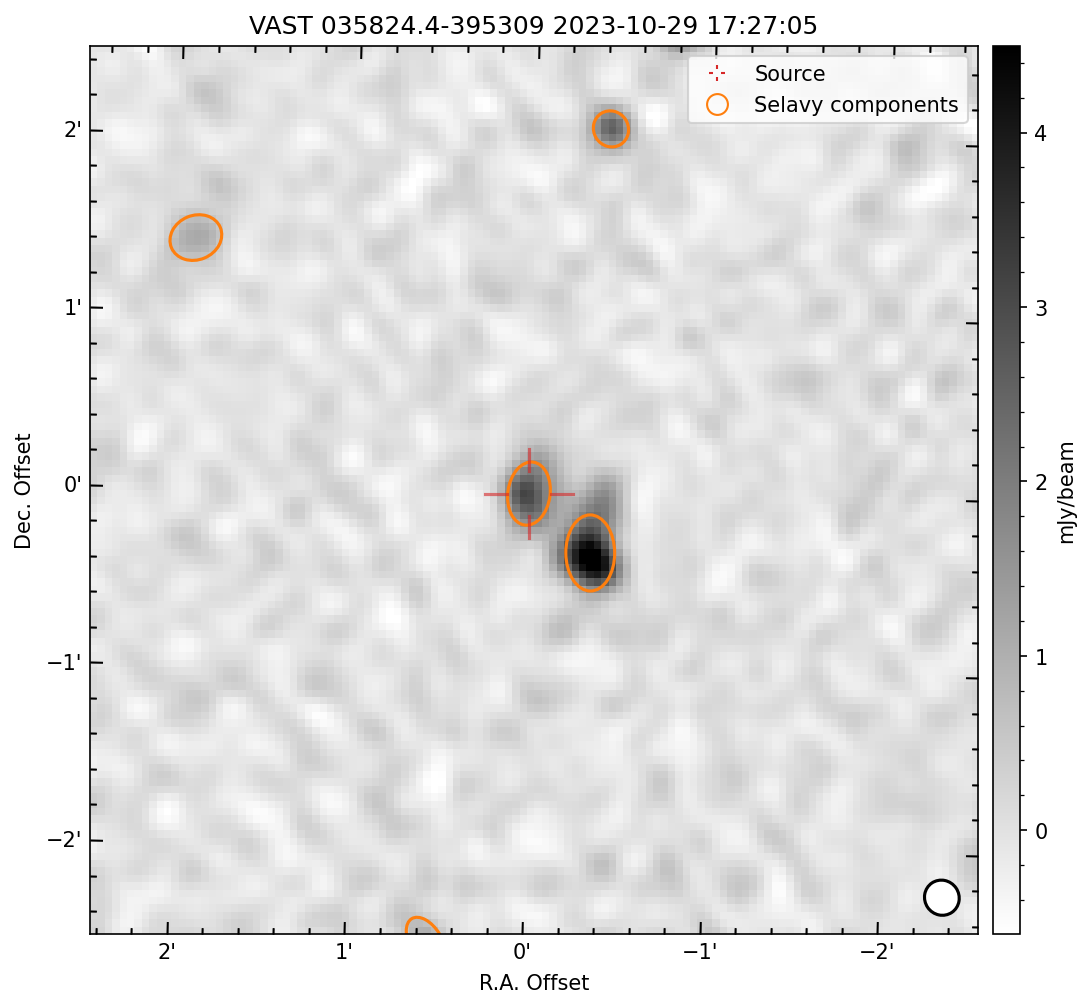 VAST 035824.4-395309 2023-10-29 17:27:05
Source
Selavy components
2'
1'
0'
−1'
−2'
Dec. Offset
2'
1'
0'
−1'
−2'
R.A. Offset
4
3
2
1
0
mJy/beam